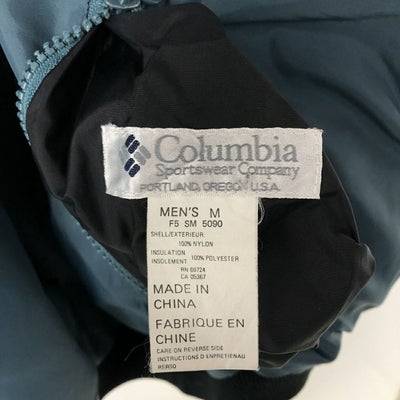 Columbia
Sportswear Company
PORTLAND, OREGON U.S.A.
MEN'S M
F5 SM 5090
SHELL/EXTERIEUR
100% NYLON
INSULATION
INSOLEMENT 100% POLYESTER
RN 69724
CA 05367
MADE IN
CHINA
FABRIQUE EN
CHINE
CARE ON REVERSE SIDE
INSTRUCTIONS D'ENTRETIENAU